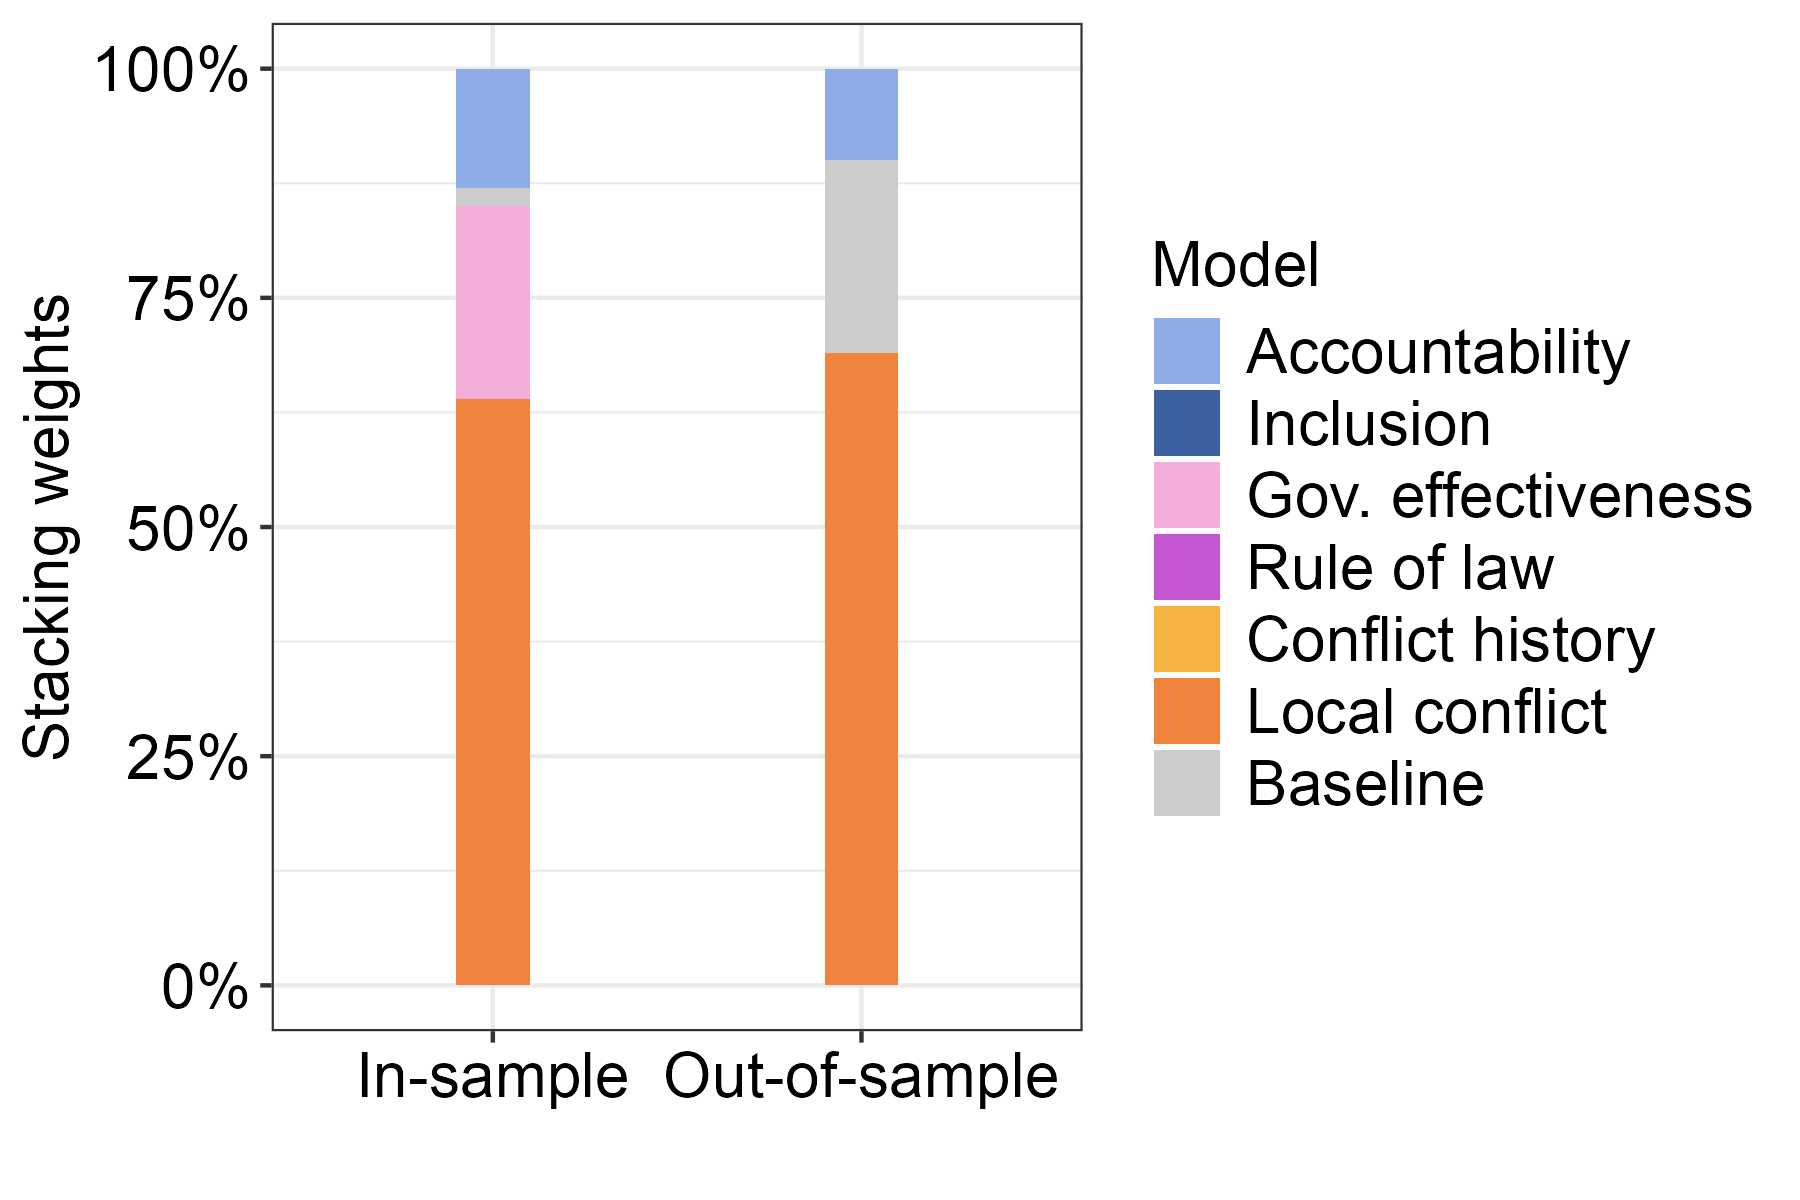 100%
75%
50%
25%
0%
Stacking weights
In-sample
Out-of-sample
Model
Accountability
Inclusion
Gov. effectiveness
Rule of law
Conflict history
Local conflict
Baseline